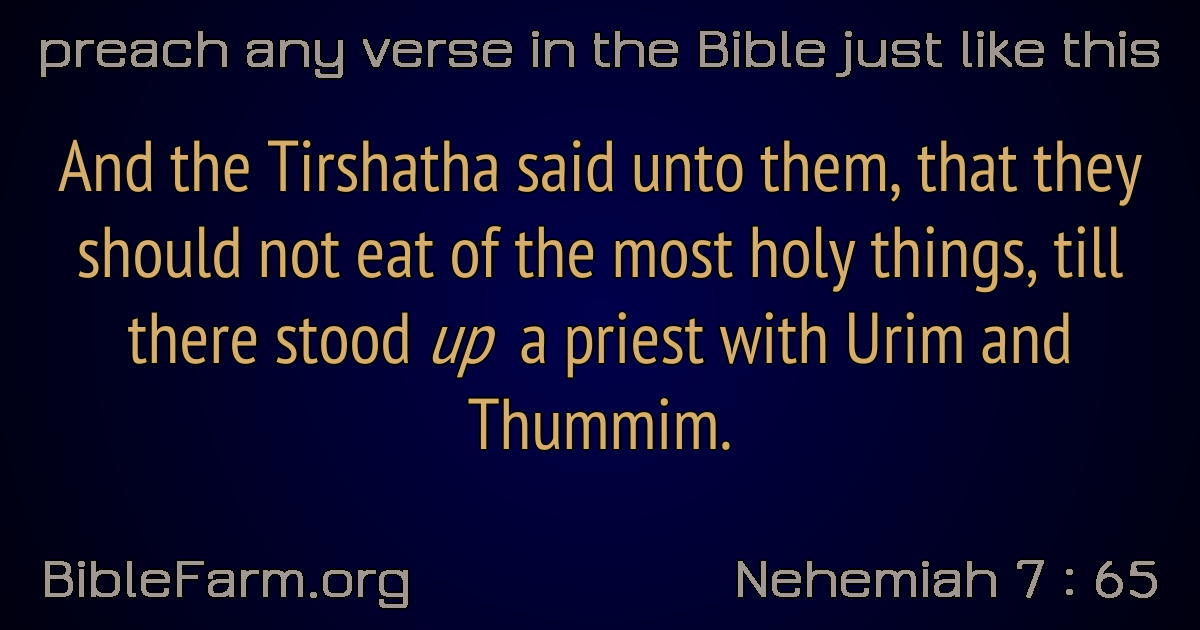 preach any verse in the Bible just like this
And the Tirshatha said unto them, that they
should not eat of the most holy things, till
there stood up a priest with Urim and
Thummim.
BibleFarm.org
Nehemiah 7 : 65